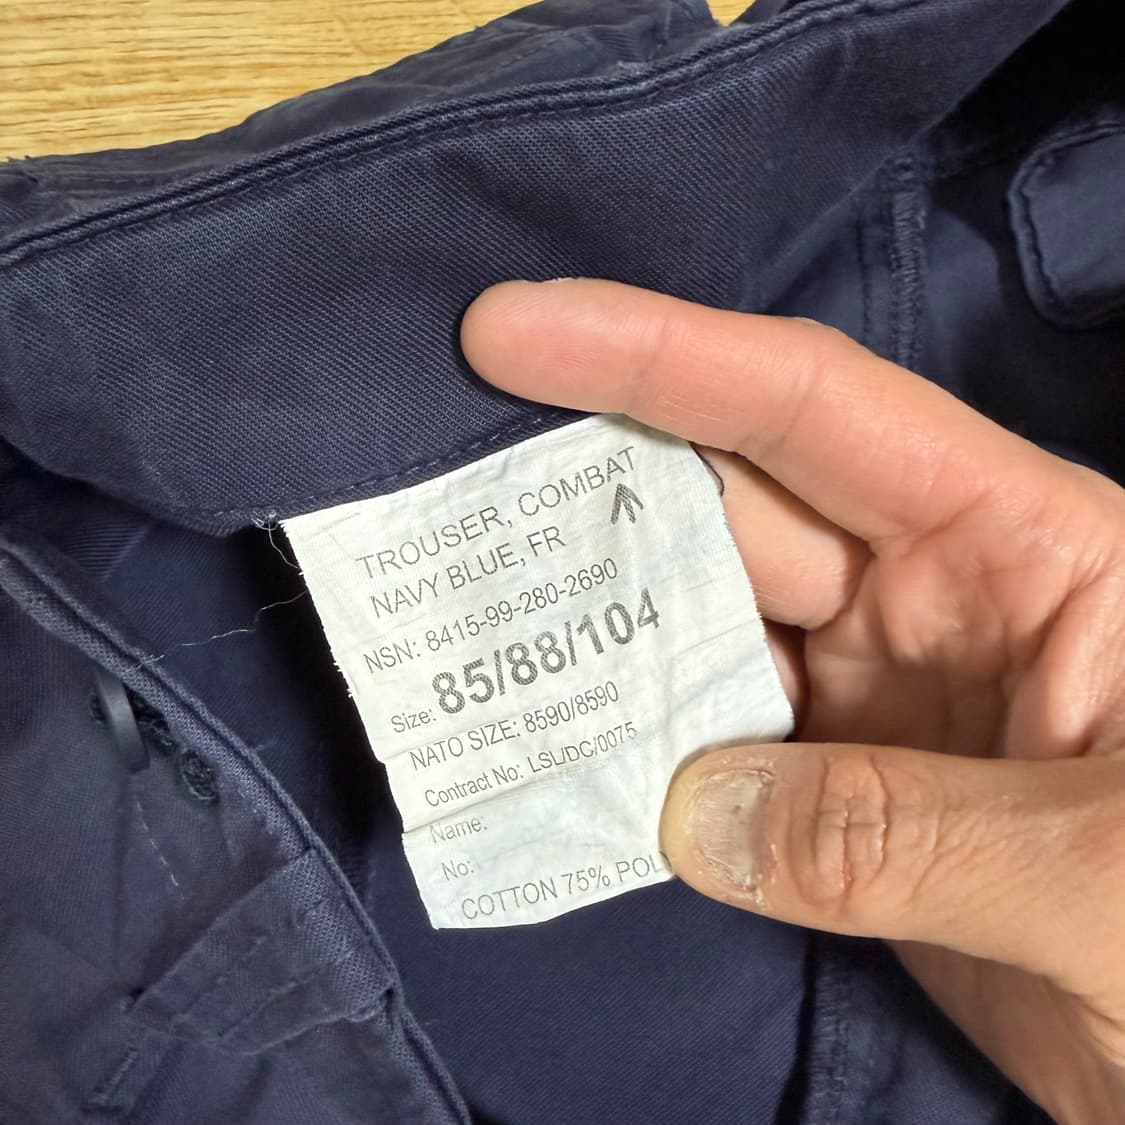 TROUSER, COMBAT
NAVY BLUE, FR
NSN: 8415-99-280-2690
Size: 85/88/104
NATO SIZE: 8590/8590
Contract No: LSL/DC/0075
Name:
No:
COTTON 75% POL